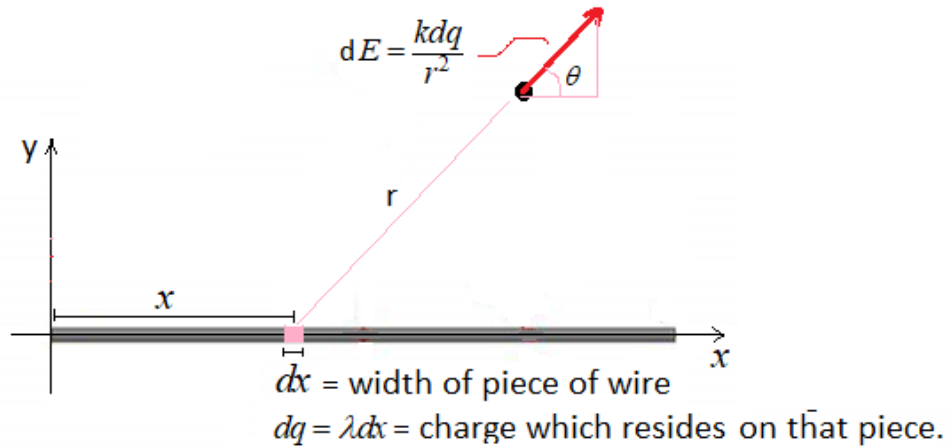 dE = kdq/r²
θ
y
r
x
x
dx = width of piece of wire
dq = λdx = charge which resides on that piece.